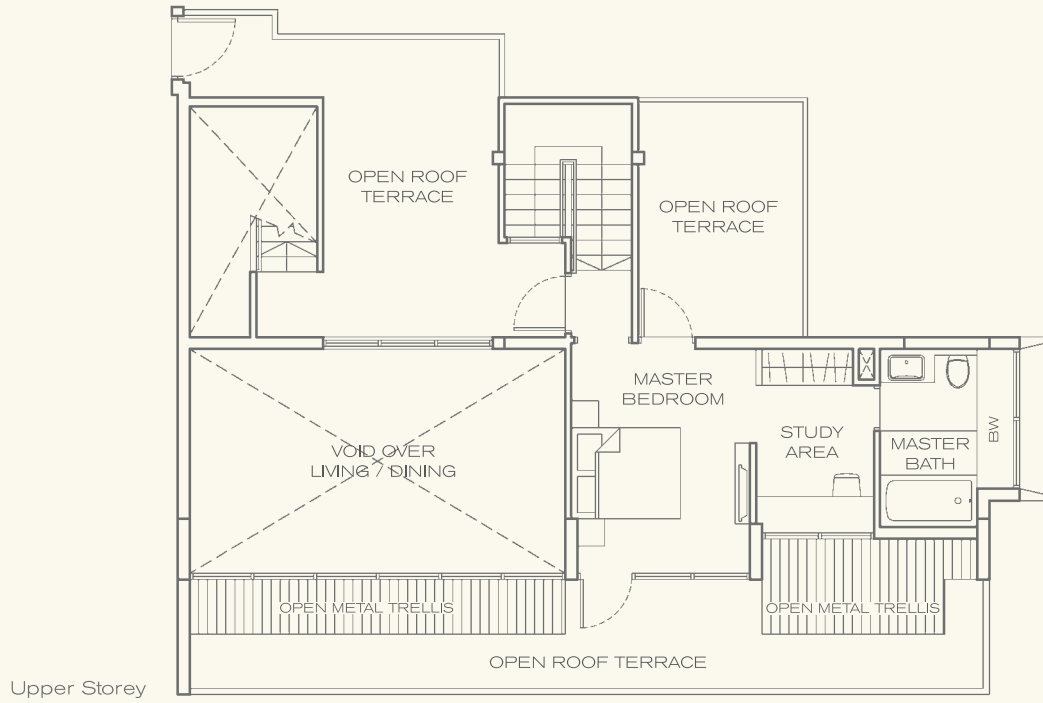 OPEN ROOF
TERRACE
OPEN ROOF
TERRACE
MASTER
BEDROOM
STUDY
AREA
MASTER
BATH
BW
VOID OVER
LIVING / DINING
OPEN METAL TRELLIS
OPEN METAL TRELLIS
OPEN ROOF TERRACE
Upper Storey